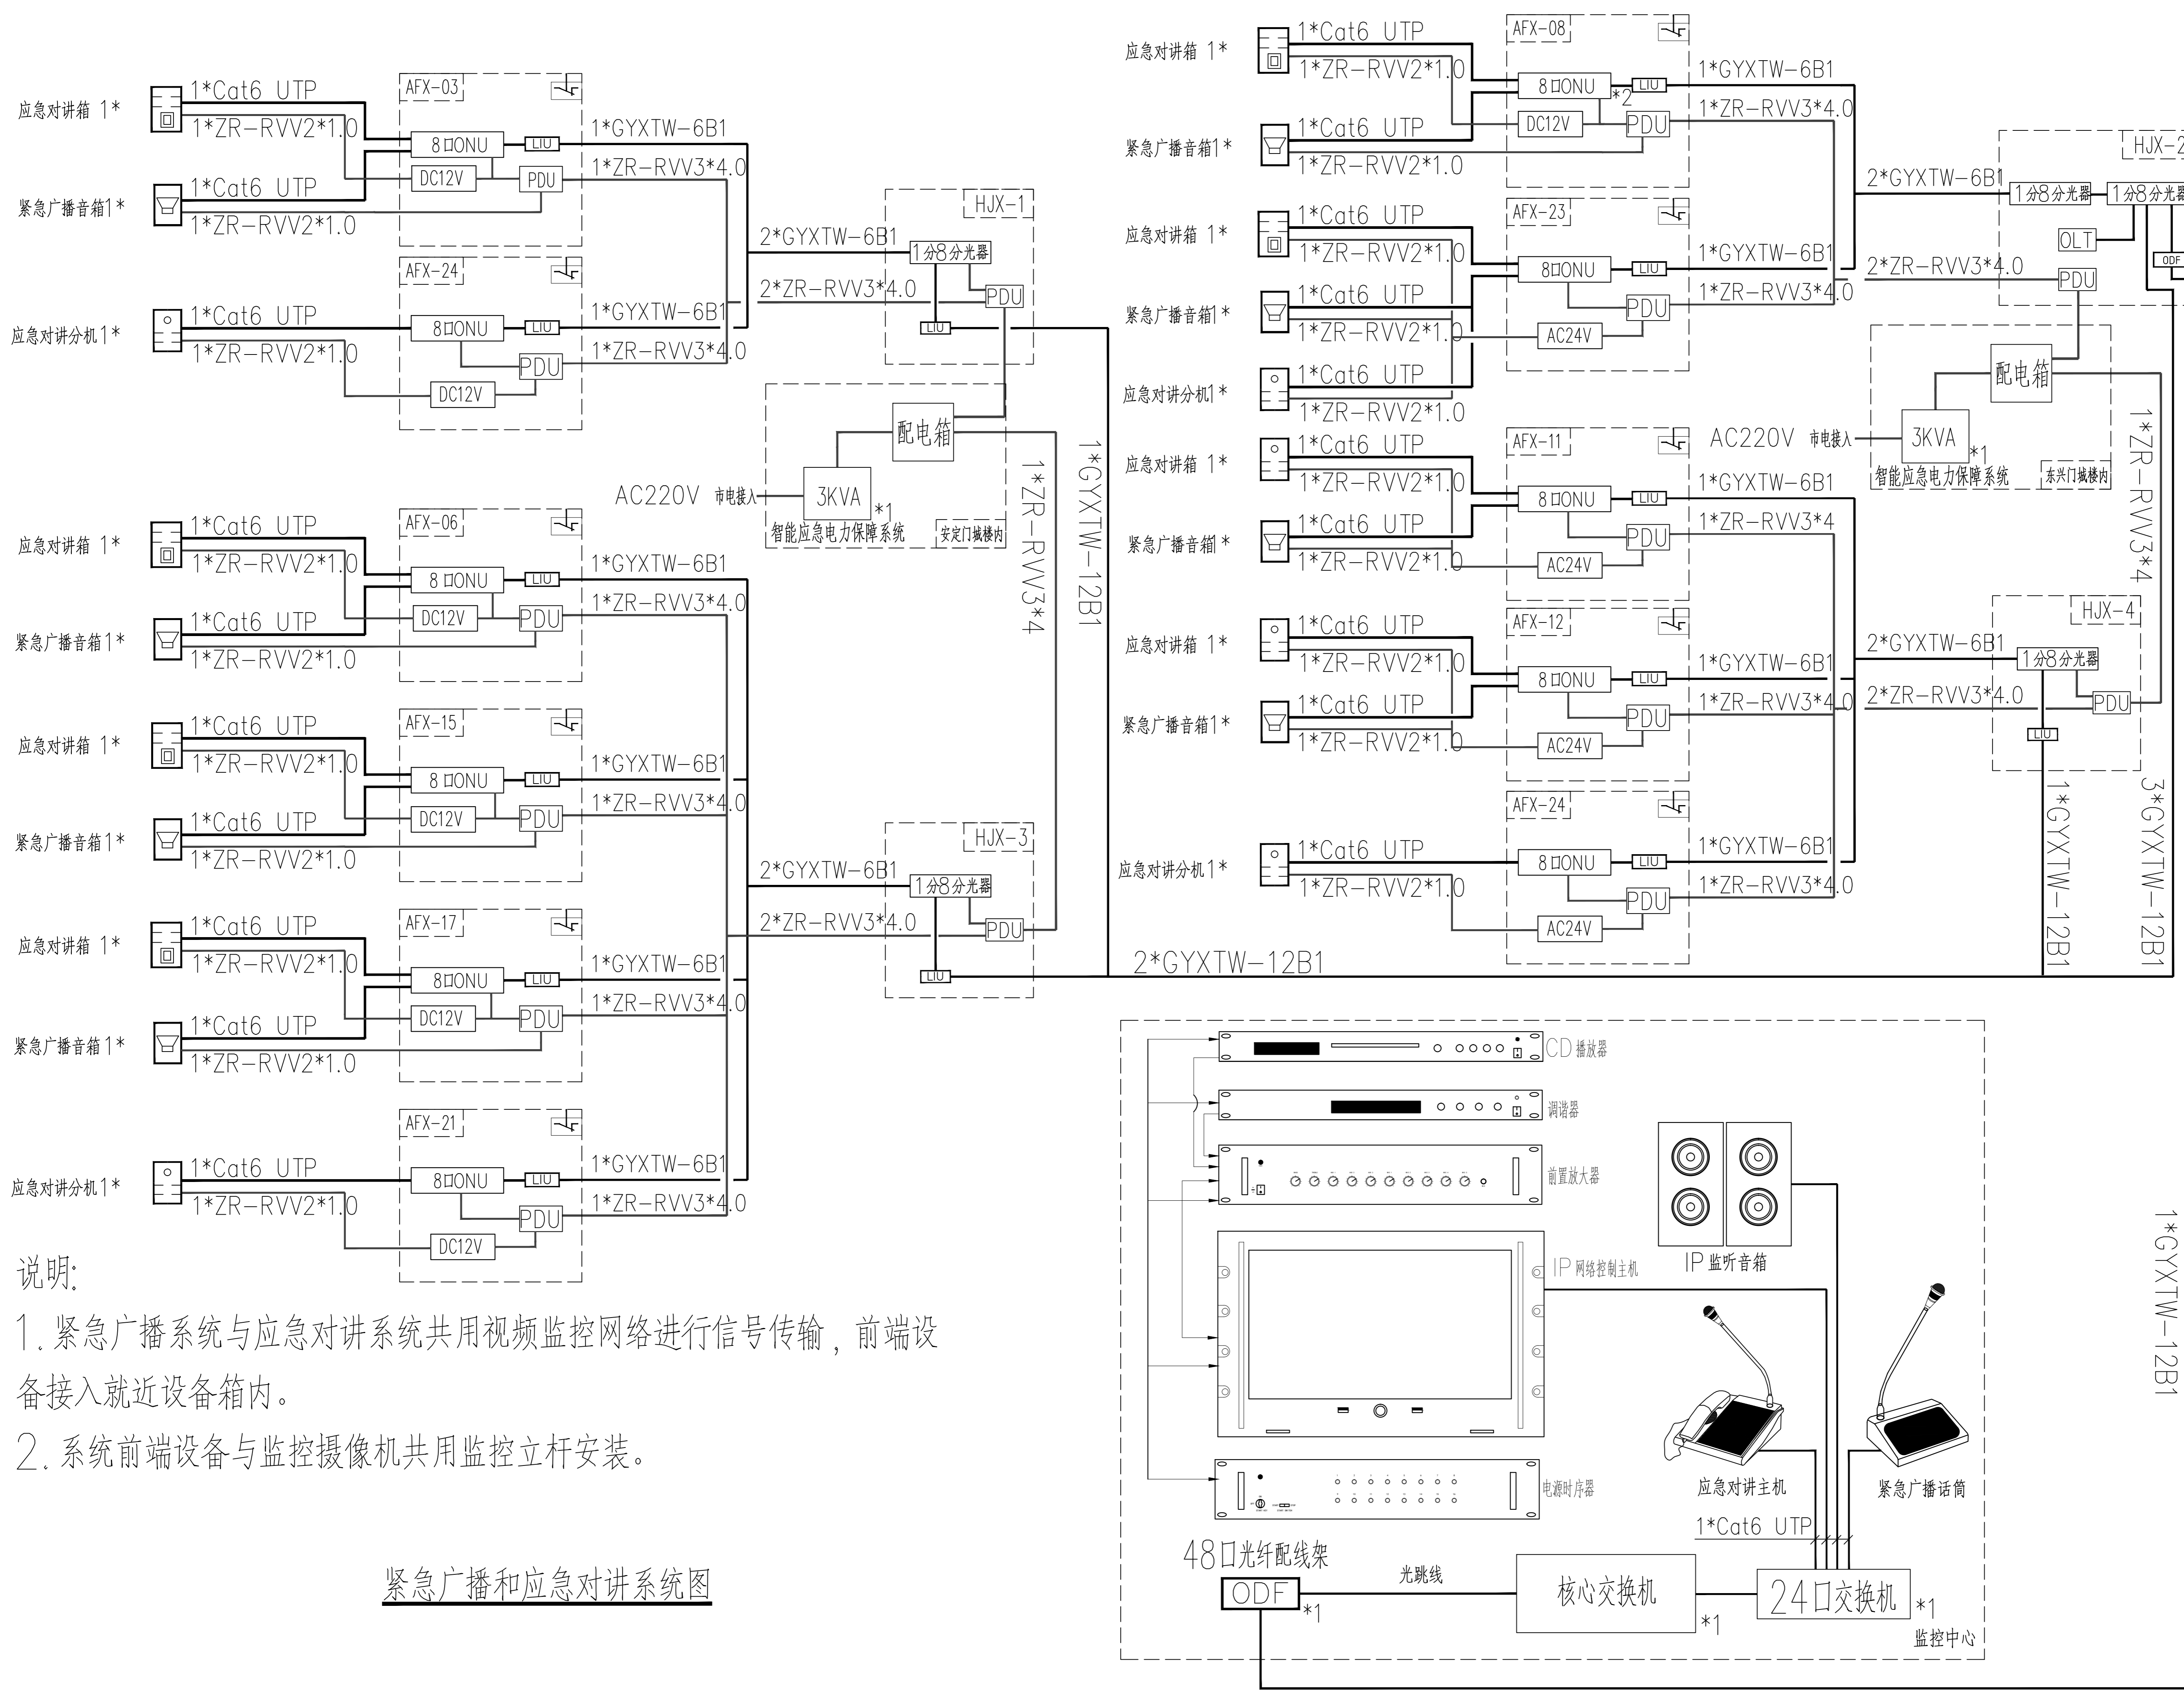 应急对讲箱 1*
1*Cat6 UTP
1*ZR-RVV2*1.0
紧急广播音箱1*
1*Cat6 UTP
1*ZR-RVV2*1.0
AFX-03
8口ONU
LIU
DC12V
PDU
1*GYXTW-6B1
1*ZR-RVV3*4.0
应急对讲分机1*
1*Cat6 UTP
1*ZR-RVV2*1.0
AFX-24
8口ONU
LIU
PDU
DC12V
1*GYXTW-6B1
1*ZR-RVV3*4.0
2*GYXTW-6B1
2*ZR-RVV3*4.0
HJX-1
1分8分光器
PDU
LIU
配电箱
AC220V 市电接入
3KVA
*1
智能应急电力保障系统
安定门城楼内
1*ZR-RVV3*4
1*GYXTW-12B1
应急对讲箱 1*
1*Cat6 UTP
1*ZR-RVV2*1.0
紧急广播音箱1*
1*Cat6 UTP
1*ZR-RVV2*1.0
AFX-06
8口ONU
LIU
DC12V
PDU
1*GYXTW-6B1
1*ZR-RVV3*4.0
应急对讲箱 1*
1*Cat6 UTP
1*ZR-RVV2*1.0
紧急广播音箱1*
1*Cat6 UTP
1*ZR-RVV2*1.0
AFX-15
8口ONU
LIU
DC12V
PDU
1*GYXTW-6B1
1*ZR-RVV3*4.0
应急对讲箱 1*
1*Cat6 UTP
1*ZR-RVV2*1.0
紧急广播音箱1*
1*Cat6 UTP
1*ZR-RVV2*1.0
AFX-17
8口ONU
LIU
DC12V
PDU
1*GYXTW-6B1
1*ZR-RVV3*4.0
应急对讲分机1*
1*Cat6 UTP
1*ZR-RVV2*1.0
AFX-21
8口ONU
LIU
PDU
DC12V
1*GYXTW-6B1
1*ZR-RVV3*4.0
2*GYXTW-6B1
2*ZR-RVV3*4.0
HJX-3
1分8分光器
PDU
LIU
2*GYXTW-12B1
应急对讲箱 1*
1*Cat6 UTP
1*ZR-RVV2*1.0
紧急广播音箱1*
1*Cat6 UTP
1*ZR-RVV2*1.0
AFX-08
8口ONU
*2
LIU
DC12V
PDU
1*GYXTW-6B1
1*ZR-RVV3*4.0
应急对讲箱 1*
1*Cat6 UTP
1*ZR-RVV2*1.0
紧急广播音箱1*
1*Cat6 UTP
1*ZR-RVV2*1.0
应急对讲分机1*
1*Cat6 UTP
1*ZR-RVV2*1.0
AFX-23
8口ONU
LIU
PDU
AC24V
1*GYXTW-6B1
1*ZR-RVV3*4.0
2*GYXTW-6B1
2*ZR-RVV3*4.0
HJX-2
1分8分光器
1分8分光器
OLT
ODF
PDU
配电箱
AC220V 市电接入
3KVA
*1
智能应急电力保障系统
东兴门城楼内
1*ZR-RVV3*4
应急对讲箱 1*
1*Cat6 UTP
1*ZR-RVV2*1.0
紧急广播音箱1*
1*Cat6 UTP
1*ZR-RVV2*1.0
AFX-11
8口ONU
LIU
PDU
AC24V
1*GYXTW-6B1
1*ZR-RVV3*4
应急对讲箱 1*
1*Cat6 UTP
1*ZR-RVV2*1.0
紧急广播音箱1*
1*Cat6 UTP
1*ZR-RVV2*1.0
AFX-12
8口ONU
LIU
PDU
AC24V
1*GYXTW-6B1
1*ZR-RVV3*4.0
应急对讲分机1*
1*Cat6 UTP
1*ZR-RVV2*1.0
AFX-24
8口ONU
LIU
PDU
AC24V
1*GYXTW-6B1
1*ZR-RVV3*4.0
2*GYXTW-6B1
2*ZR-RVV3*4.0
HJX-4
1分8分光器
PDU
LIU
1*GYXTW-12B1
3*GYXTW-12B1
CD播放器
调谐器
前置放大器
IP网络控制主机
电源时序器
IP监听音箱
应急对讲主机
紧急广播话筒
1*Cat6 UTP
48口光纤配线架
ODF
*1
光跳线
核心交换机
*1
24口交换机
*1
监控中心
1*GYXTW-12B1
说明:
1. 紧急广播系统与应急对讲系统共用视频监控网络进行信号传输，前端设
备接入就近设备箱内。
2. 系统前端设备与监控摄像机共用监控立杆安装。
紧急广播和应急对讲系统图